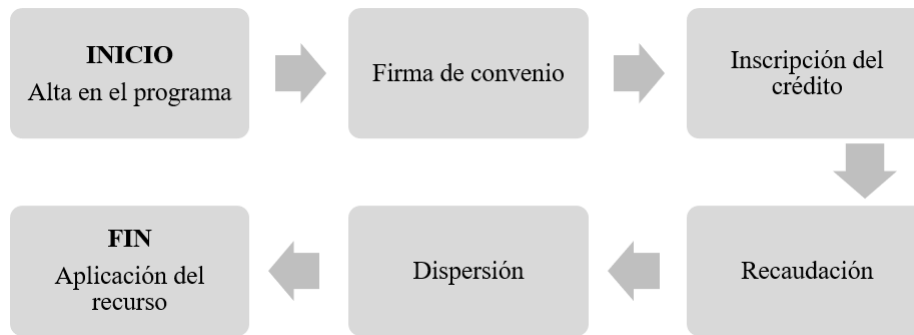 INICIO
Alta en el programa
Firma de convenio
Inscripción del
crédito
Recaudación
Dispersión
FIN
Aplicación del
recurso